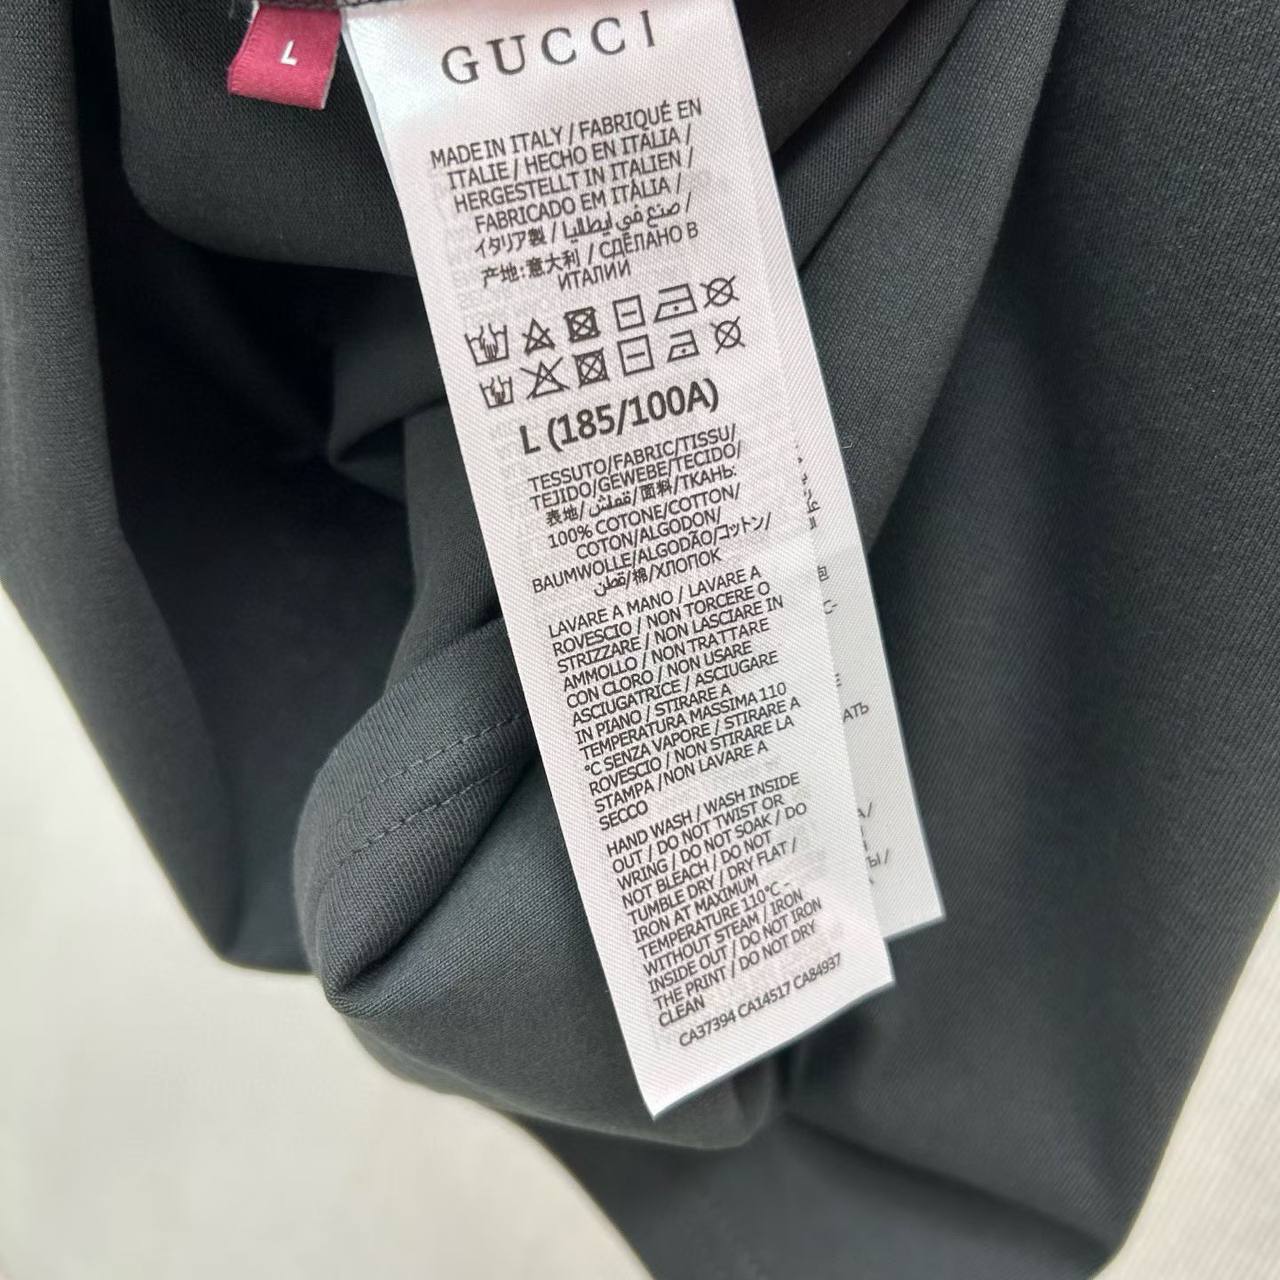 L
GUCCI
MADE IN ITALY / FABRIQUÉ EN
ITALIE / HECHO EN ITALIA /
HERGESTELLT IN ITALIEN /
FABRICADO EM ITÀLIA /
イタリア製 / صنع في إيطاليا /
产地:意大利 / СДЕЛАНО В
ИТАЛИИ
L (185/100A)
TESSUTO/FABRIC/TISSU/
TEJIDO/GEWEBE/TECIDO/
表地/قماش/面料/ТКАНЬ:
100% COTONE/COTTON/
COTON/ALGODON/
BAUMWOLLE/ALGODÃO/コットン/
قطن/棉/ХЛОПОК
LAVARE A MANO / LAVARE A
ROVESCIO / NON TORCERE O
STRIZZARE / NON LASCIARE IN
AMMOLLO / NON TRATTARE
CON CLORO / NON USARE
ASCIUGATRICE / ASCIUGARE
IN PIANO / STIRARE A
TEMPERATURA MASSIMA 110
°C SENZA VAPORE / STIRARE A
ROVESCIO / NON STIRARE LA
STAMPA /NON LAVARE A
SECCO
HAND WASH / WASH INSIDE
OUT / DO NOT TWIST OR
WRING / DO NOT SOAK / DO
NOT BLEACH / DO NOT
TUMBLE DRY / DRY FLAT /
IRON AT MAXIMUM
TEMPERATURE 110°C -
WITHOUT STEAM / IRON
INSIDE OUT / DO NOT IRON
THE PRINT / DO NOT DRY
CLEAN
CA37394 CA14517 CA84937